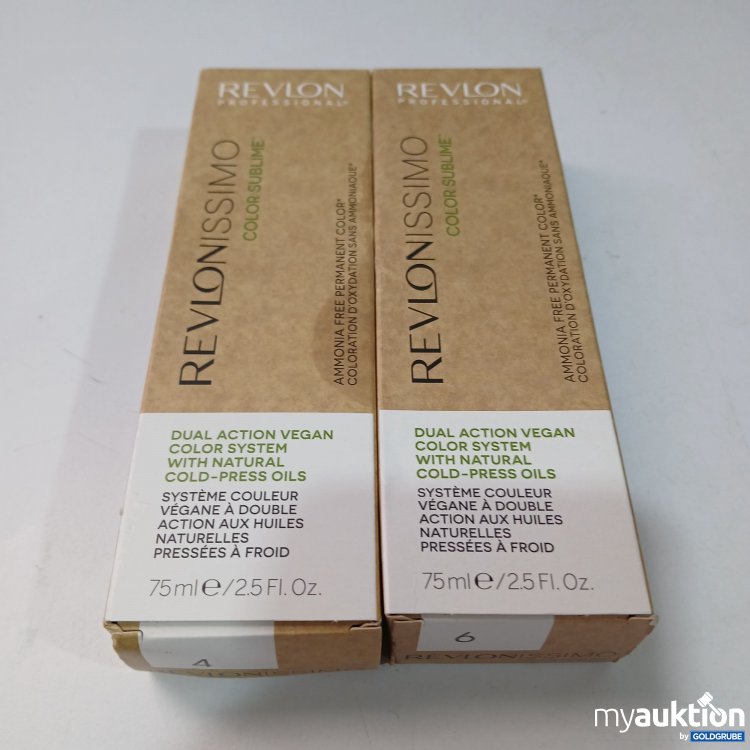 REVLON
PROFESSIONAL®
REVLONISSIMO
COLOR SUBLIME™
AMMONIA FREE PERMANENT COLOR*
COLORATION D'OXYDATION SANS AMMONIAQUE*
DUAL ACTION VEGAN
COLOR SYSTEM
WITH NATURAL
COLD-PRESS OILS
SYSTÈME COULEUR
VÉGANE À DOUBLE
ACTION AUX HUILES
NATURELLES
PRESSÉES À FROID
75ml℮/2.5 Fl. Oz.
4
REVLONISSIMO
REVLON
PROFESSIONAL®
REVLONISSIMO
COLOR SUBLIME™
AMMONIA FREE PERMANENT COLOR*
COLORATION D'OXYDATION SANS AMMONIAQUE*
DUAL ACTION VEGAN
COLOR SYSTEM
WITH NATURAL
COLD-PRESS OILS
SYSTÈME COULEUR
VÉGANE À DOUBLE
ACTION AUX HUILES
NATURELLES
PRESSÉES À FROID
75ml℮/2.5 Fl. Oz.
6
REVLONISSIMO
myauktion
by GOLDGRUBE